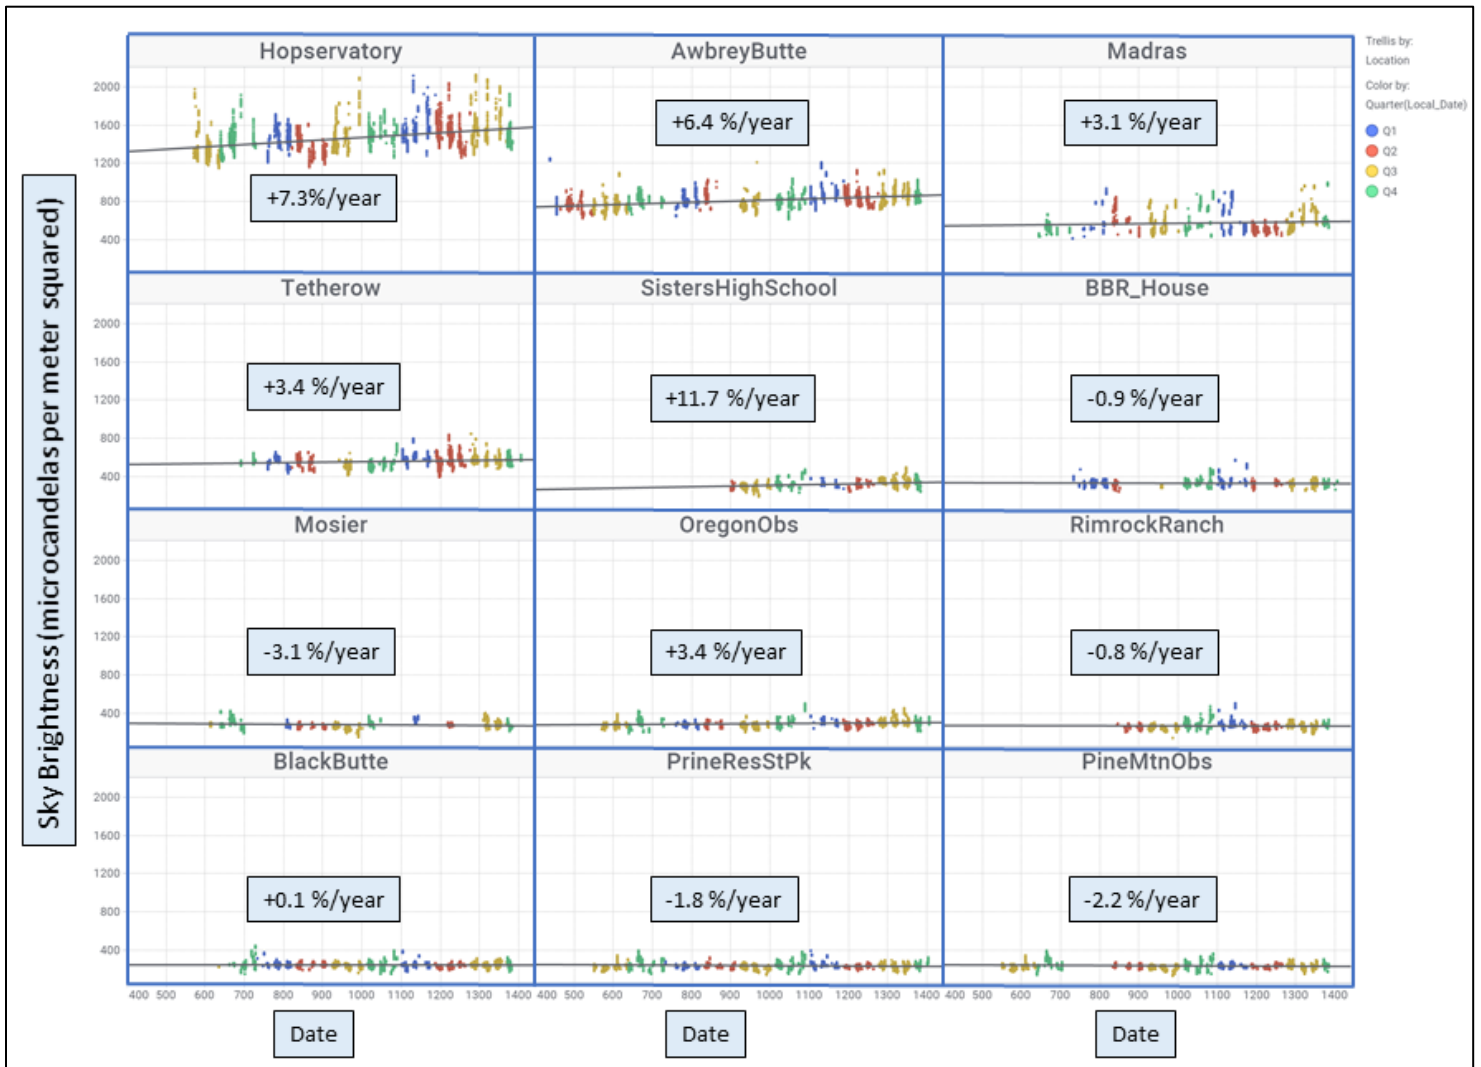 Hopservatory
AwbreyButte
Madras
Trellis by:
Location
Color by:
Quarter(Local_Date)
Q1
Q2
Q3
Q4
Sky Brightness (microcandelas per meter squared)
2000
1600
1200
800
400
+7.3%/year
+6.4 %/year
+3.1 %/year
Tetherow
SistersHighSchool
BBR_House
2000
1600
1200
800
400
+3.4 %/year
+11.7 %/year
-0.9 %/year
Mosier
OregonObs
RimrockRanch
2000
1600
1200
800
400
-3.1 %/year
+3.4 %/year
-0.8 %/year
BlackButte
PrineResStPk
PineMtnObs
2000
1600
1200
800
400
+0.1 %/year
-1.8 %/year
-2.2 %/year
400 500 600 700 800 900 1000 1100 1200 1300 1400
400 500 600 700 800 900 1000 1100 1200 1300 1400
400 500 600 700 800 900 1000 1100 1200 1300 1400
Date
Date
Date